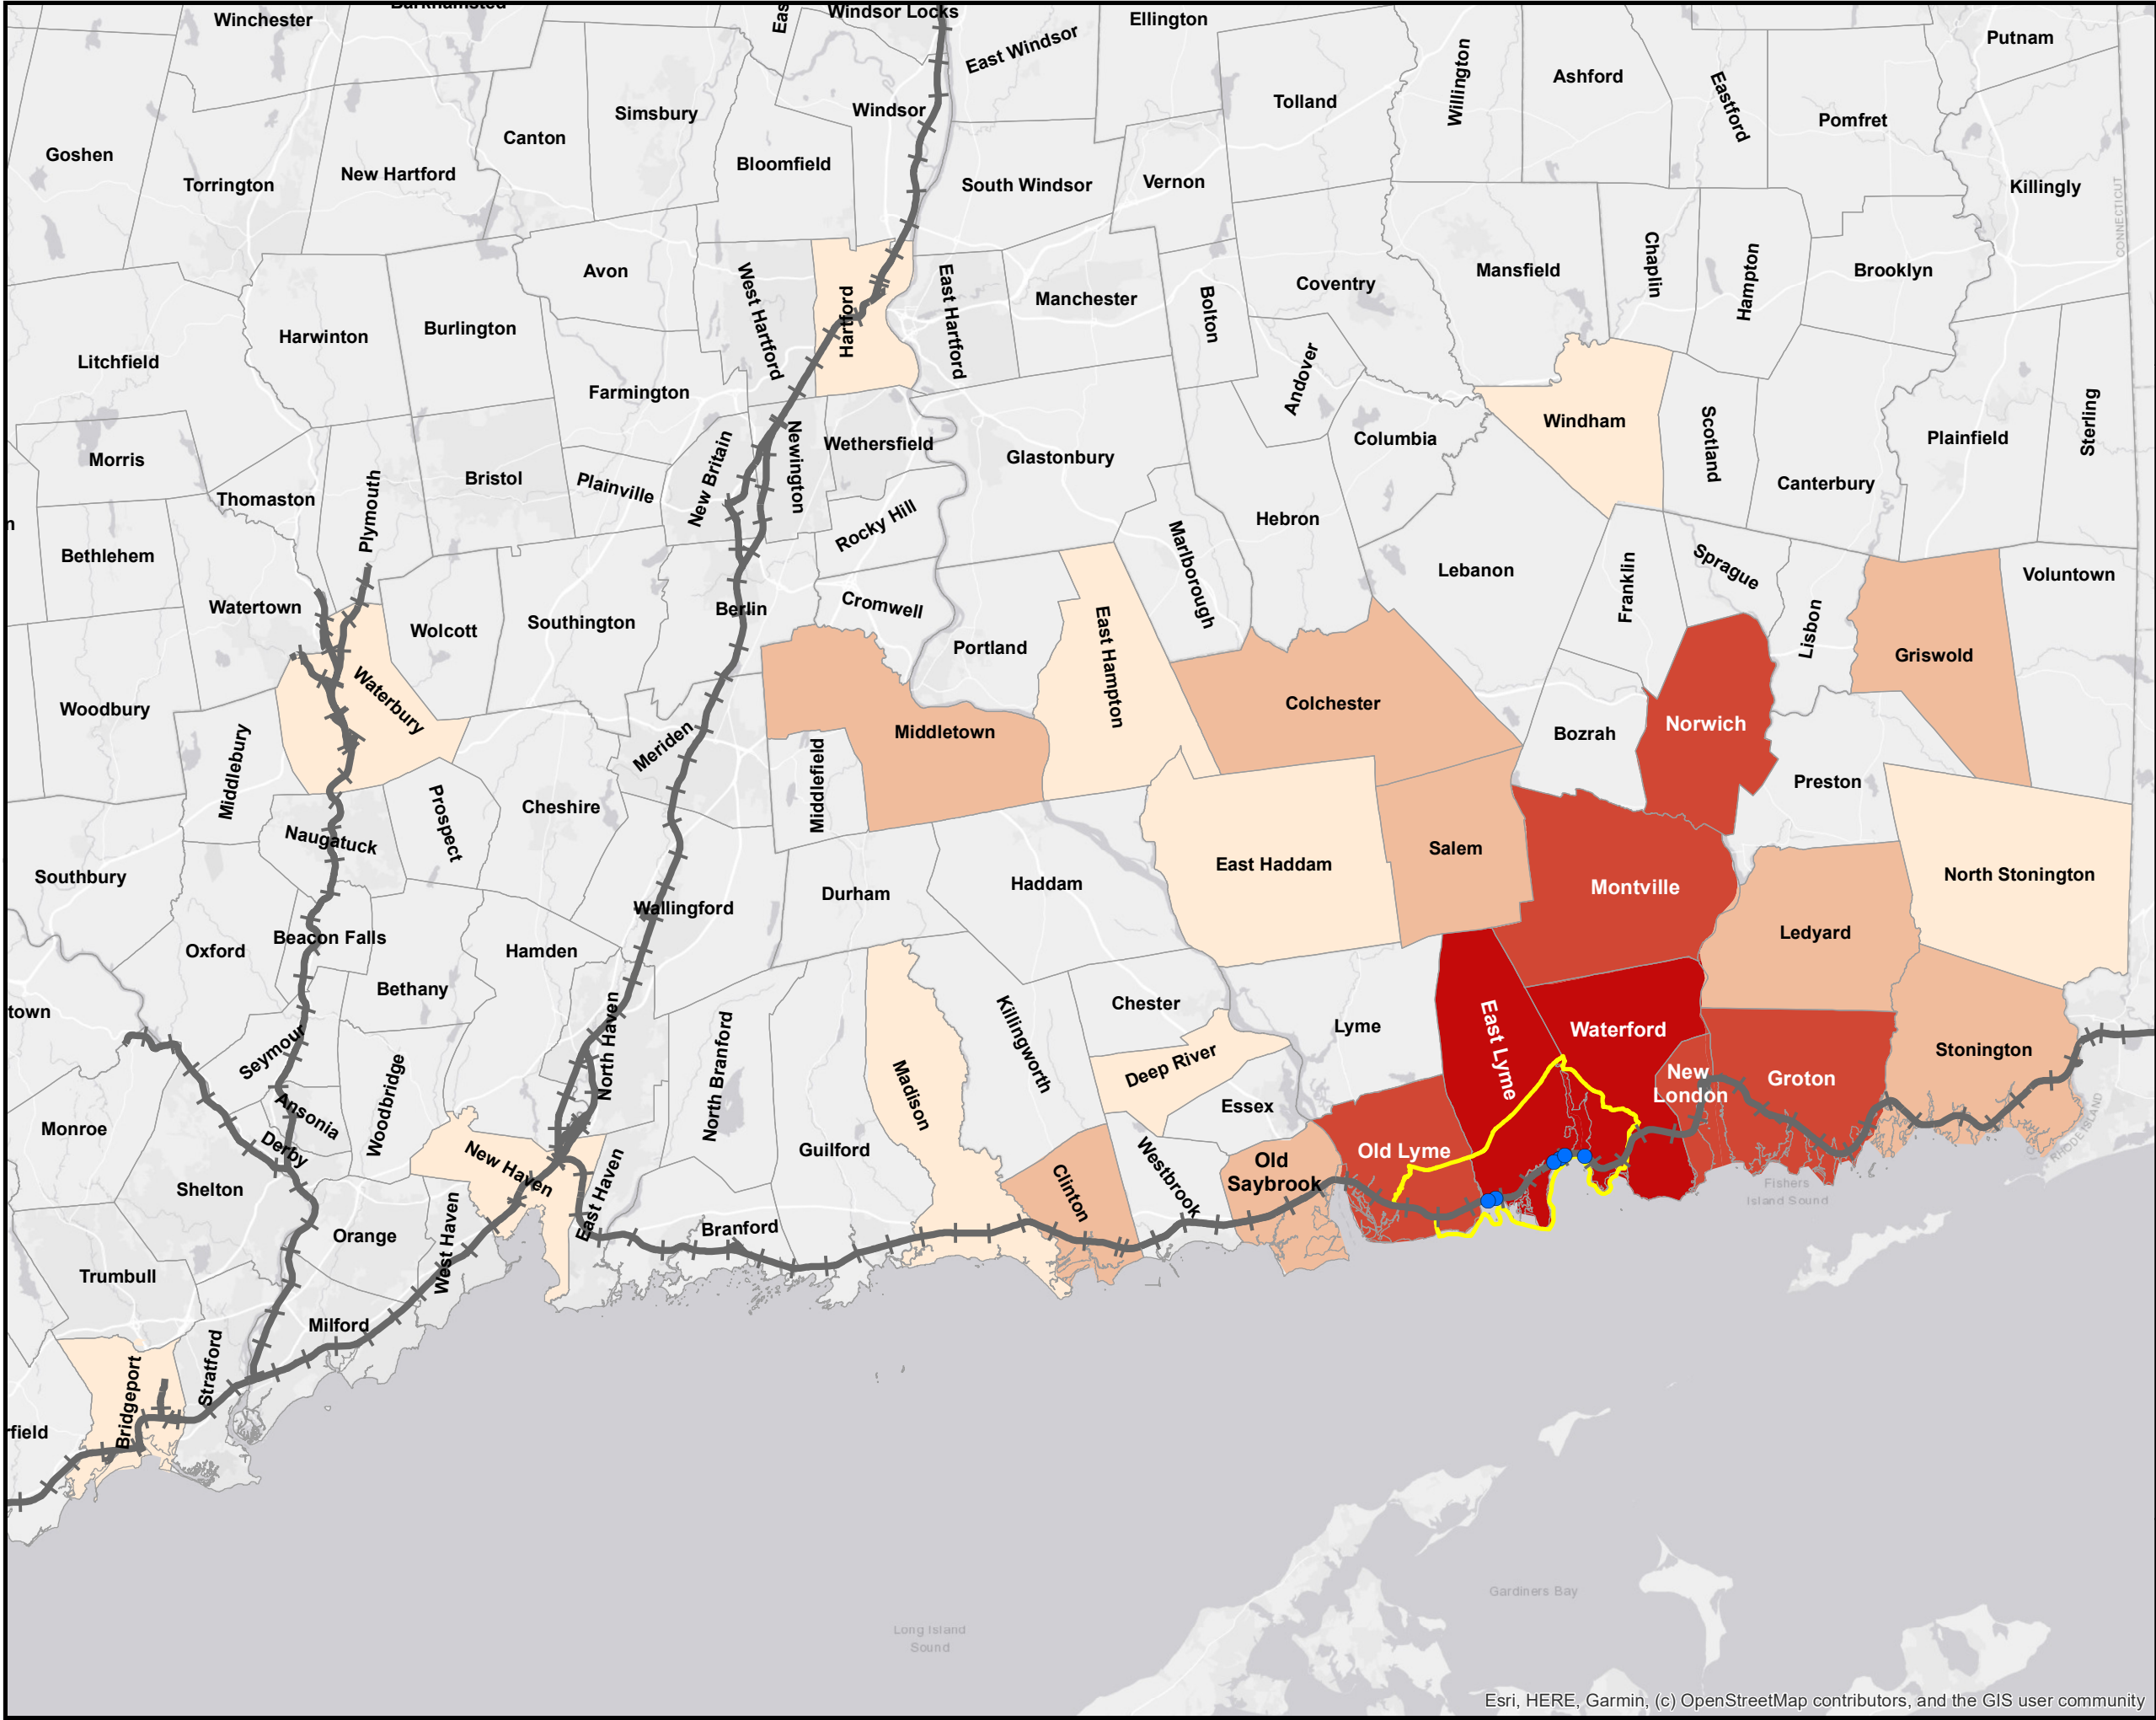 Winchester
Windsor Locks
East Windsor
Ellington
Willington
Ashford
Eastford
Putnam
Goshen
Torrington
New Hartford
Canton
Simsbury
Bloomfield
Windsor
South Windsor
Vernon
Tolland
Pomfret
Killingly
CONNECTICUT
Litchfield
Harwinton
Burlington
Avon
Farmington
West Hartford
Hartford
East Hartford
Manchester
Bolton
Coventry
Andover
Mansfield
Chaplin
Hampton
Brooklyn
Morris
Thomaston
Plymouth
Bristol
Plainville
New Britain
Newington
Wethersfield
Rocky Hill
Glastonbury
Marlborough
Hebron
Columbia
Windham
Scotland
Canterbury
Plainfield
Sterling
Bethlehem
Watertown
Wolcott
Southington
Berlin
Cromwell
Portland
East Hampton
Lebanon
Franklin
Sprague
Lisbon
Griswold
Voluntown
Woodbury
Middlebury
Waterbury
Meriden
Middletown
Middlefield
Colchester
Bozrah
Norwich
Preston
Naugatuck
Prospect
Cheshire
Southbury
Oxford
Beacon Falls
Hamden
Wallingford
Durham
Haddam
East Haddam
Salem
Montville
Ledyard
North Stonington
town
Bethany
Seymour
Woodbridge
North Haven
North Branford
Madison
Killingworth
Chester
Deep River
Lyme
East Lyme
Waterford
New
London
Groton
Stonington
Monroe
Ansonia
Derby
Shelton
New Haven
East Haven
Guilford
Clinton
Westbrook
Essex
Old
Saybrook
Old Lyme
RHODE ISLAND
Fishers
Island Sound
Trumbull
Orange
West Haven
Branford
Milford
Stratford
Bridgeport
rfield
Long Island
Sound
Gardiners Bay
Esri, HERE, Garmin, (c) OpenStreetMap contributors, and the GIS user community